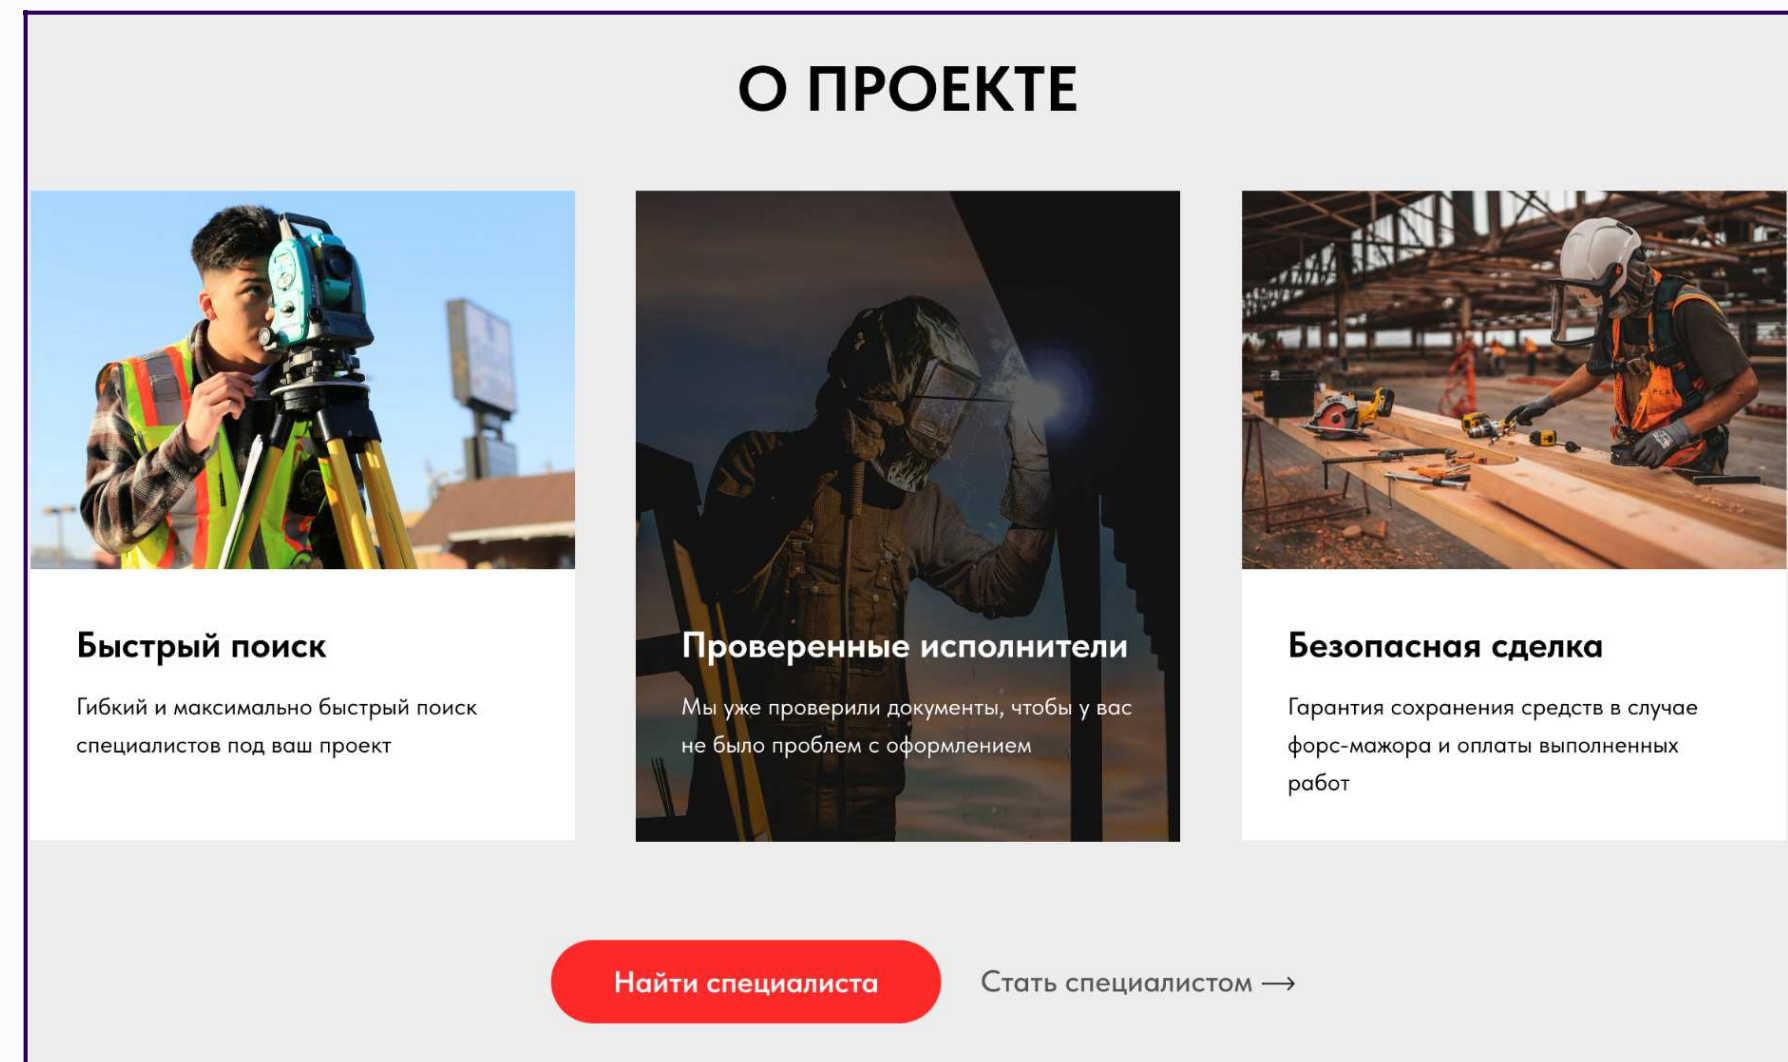 О ПРОЕКТЕ
Быстрый поиск
Гибкий и максимально быстрый поиск
специалистов под ваш проект
Проверенные исполнители
Мы уже проверили документы, чтобы у вас
не было проблем с оформлением
Безопасная сделка
Гарантия сохранения средств в случае
форс-мажора и оплаты выполненных
работ
Найти специалиста
Стать специалистом →